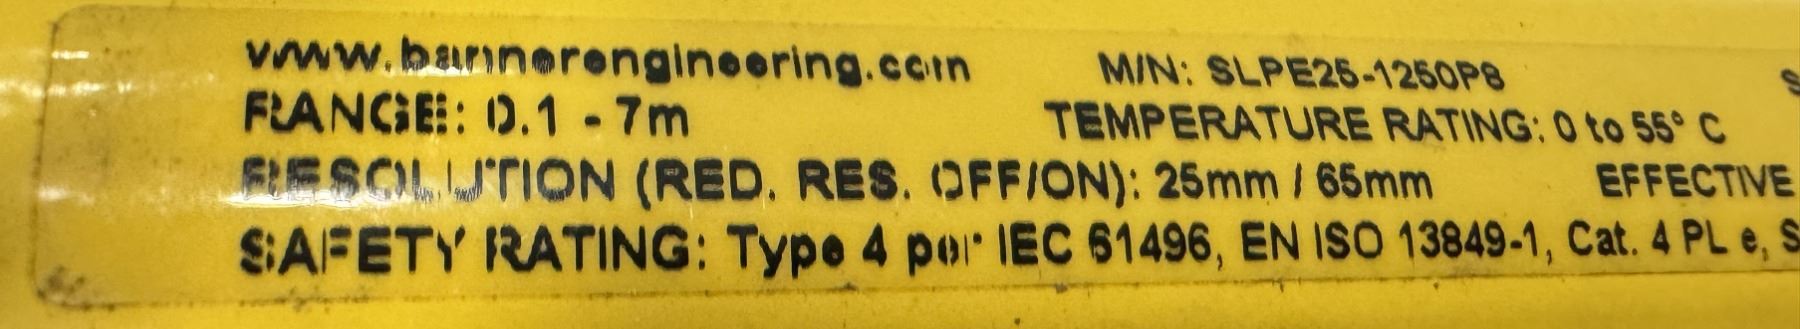 www.bannerengineering.com M/N: SLPE25-1250P8 S
RANGE: 0.1 - 7m TEMPERATURE RATING: 0 to 55° C
RESOLUTION (RED. RES. OFF/ON): 25mm / 65mm EFFECTIVE
SAFETY RATING: Type 4 per IEC 61496, EN ISO 13849-1, Cat. 4 PL e, S